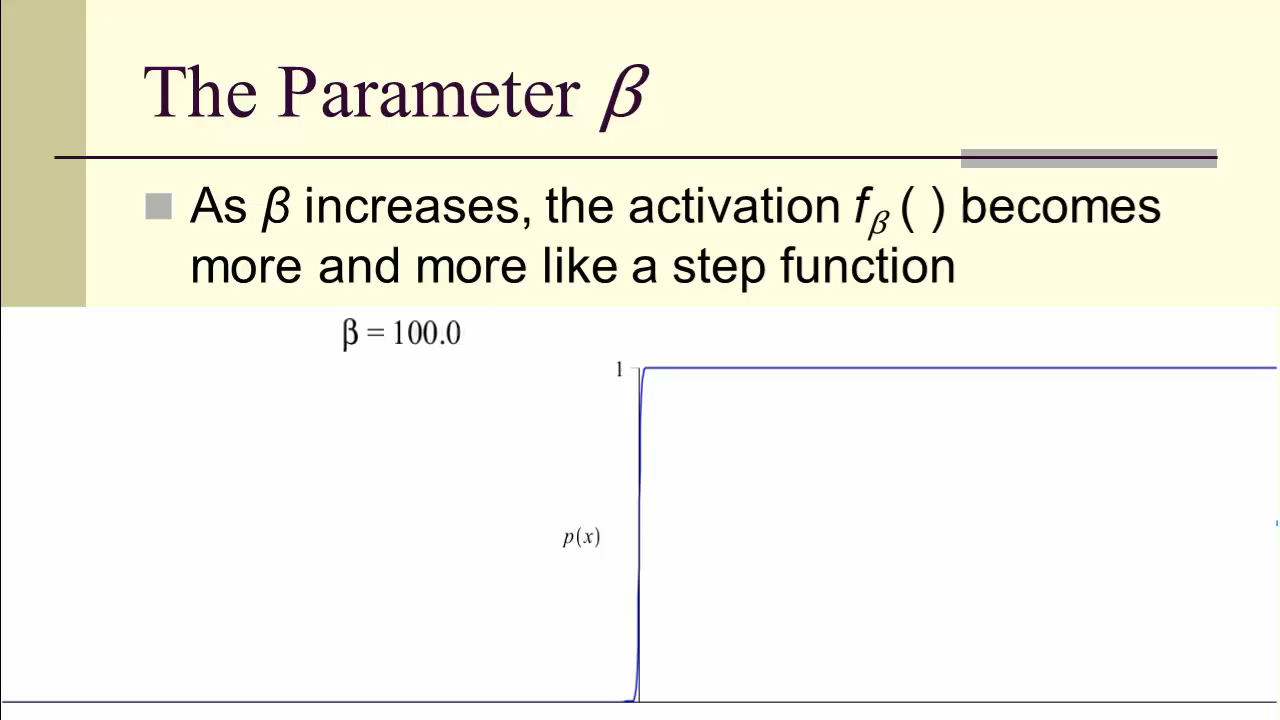 The Parameter β
As β increases, the activation fβ ( ) becomes
more and more like a step function
β = 100.0
1
p(x)